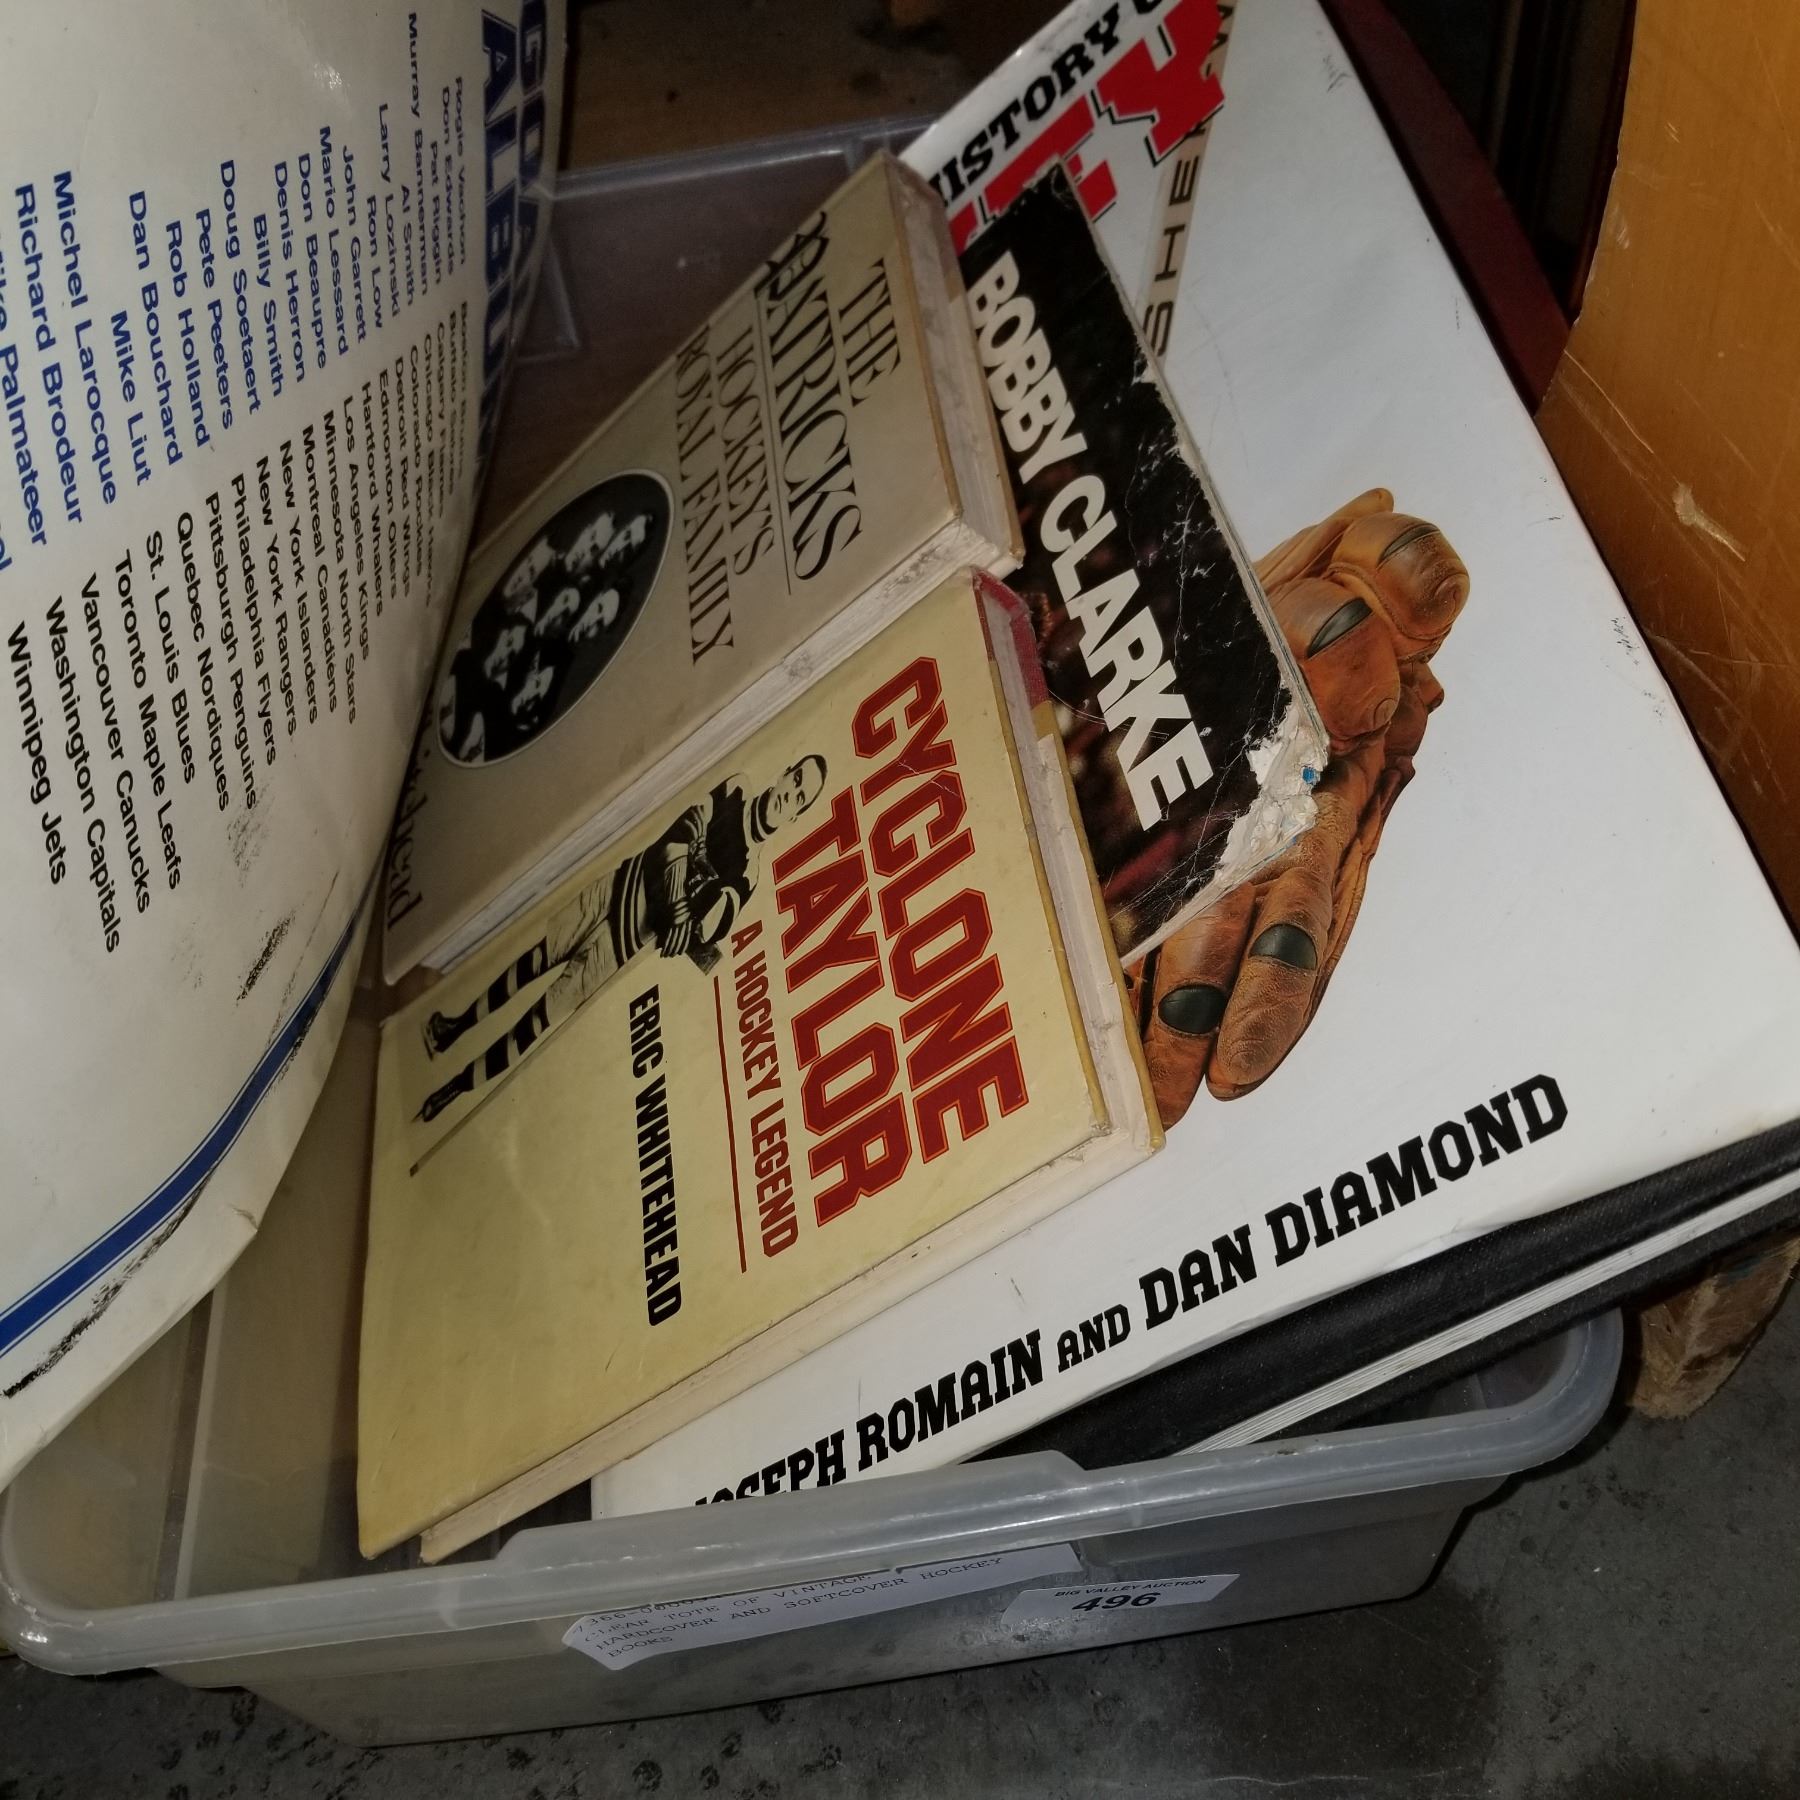 Rogie Vachon
Don Edwards
Pat Riggin
Murray Bannerman
Al Smith
Larry Lozinski
Ron Low
John Garrett
Mario Lessard
Don Beaupre
Denis Herron
Billy Smith
Doug Soetaert
Pete Peeters
Rob Holland
Dan Bouchard
Mike Liut
Michel Larocque
Richard Brodeur
Mike Palmateer
Buffalo Sabres
Calgary Flames
Chicago Black Hawks
Colorado Rockies
Detroit Red Wings
Edmonton Oilers
Hartford Whalers
Los Angeles Kings
Minnesota North Stars
Montreal Canadiens
New York Islanders
New York Rangers
Philadelphia Flyers
Pittsburgh Penguins
Quebec Nordiques
St. Louis Blues
Toronto Maple Leafs
Vancouver Canucks
Washington Capitals
Winnipeg Jets
THE
PATRICKS
HOCKEY'S
ROYAL FAMILY
CYCLONE
TAYLOR
A HOCKEY LEGEND
ERIC WHITEHEAD
BOBBY CLARKE
HISTORY
SHER
JOSEPH ROMAIN AND DAN DIAMOND
CLEAR TOTE OF VINTAGE
HARDCOVER AND SOFTCOVER HOCKEY
BOOKS
BIG VALLEY AUCTION
496